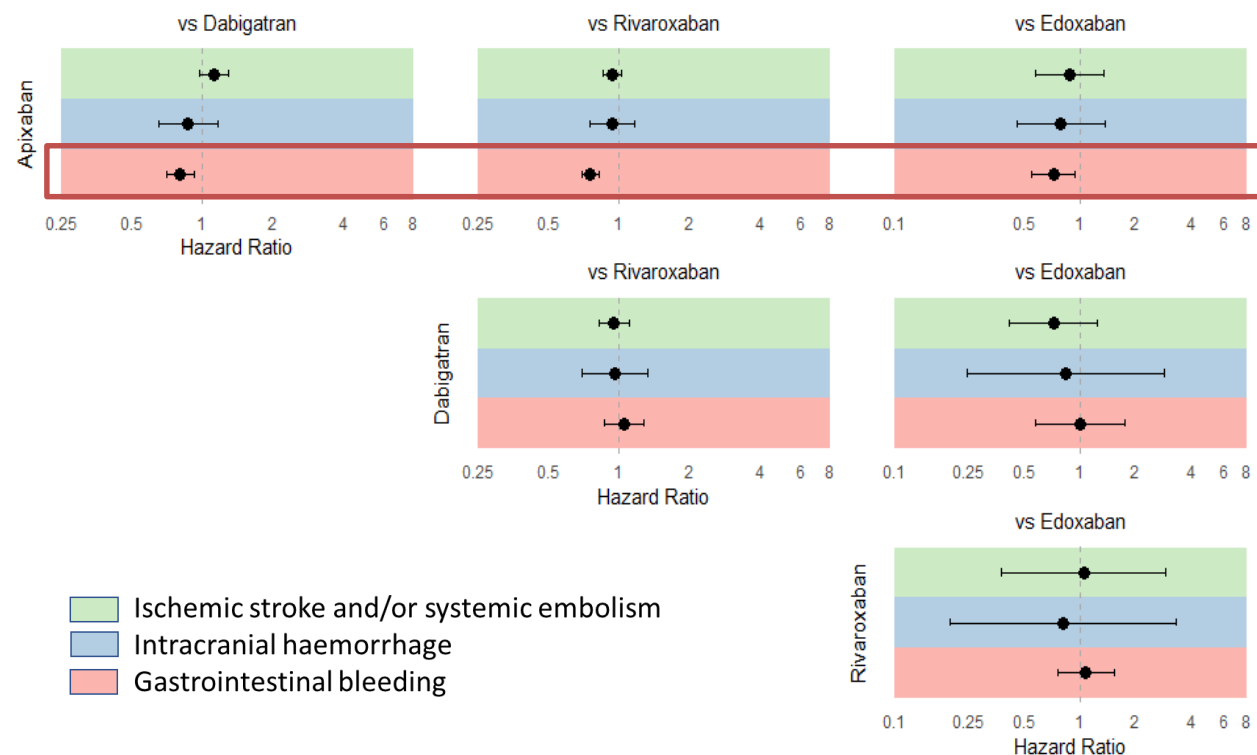 vs Dabigatran
vs Rivaroxaban
vs Edoxaban
Apixaban
0.25 0.5 1 2 4 6 8
0.25 0.5 1 2 4 6 8
0.1 0.25 0.5 1 2 4 6 8
Hazard Ratio
vs Rivaroxaban
vs Edoxaban
Dabigatran
0.25 0.5 1 2 4 6 8
0.1 0.25 0.5 1 2 4 6 8
Hazard Ratio
vs Edoxaban
Rivaroxaban
Ischemic stroke and/or systemic embolism
Intracranial haemorrhage
Gastrointestinal bleeding
0.1 0.25 0.5 1 2 4 6 8
Hazard Ratio